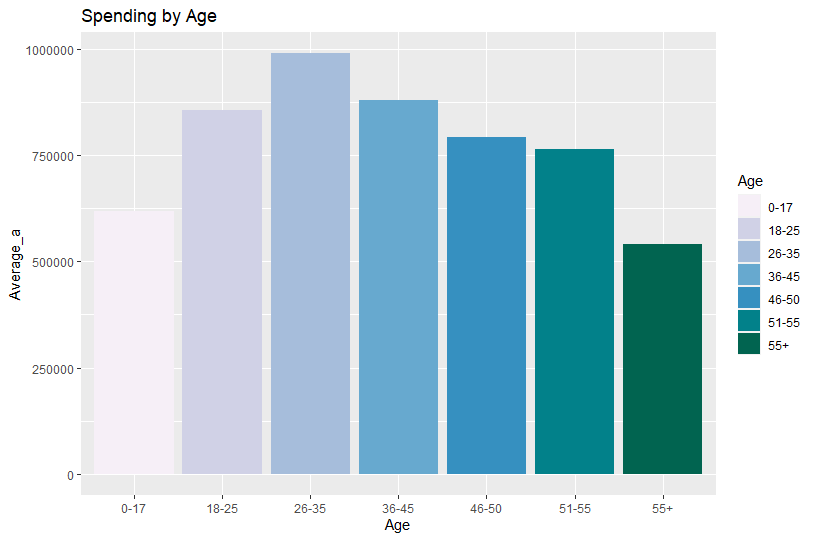 Spending by Age
1000000
750000
500000
250000
0
Average_a
0-17 18-25 26-35 36-45 46-50 51-55 55+
Age
Age
0-17
18-25
26-35
36-45
46-50
51-55
55+